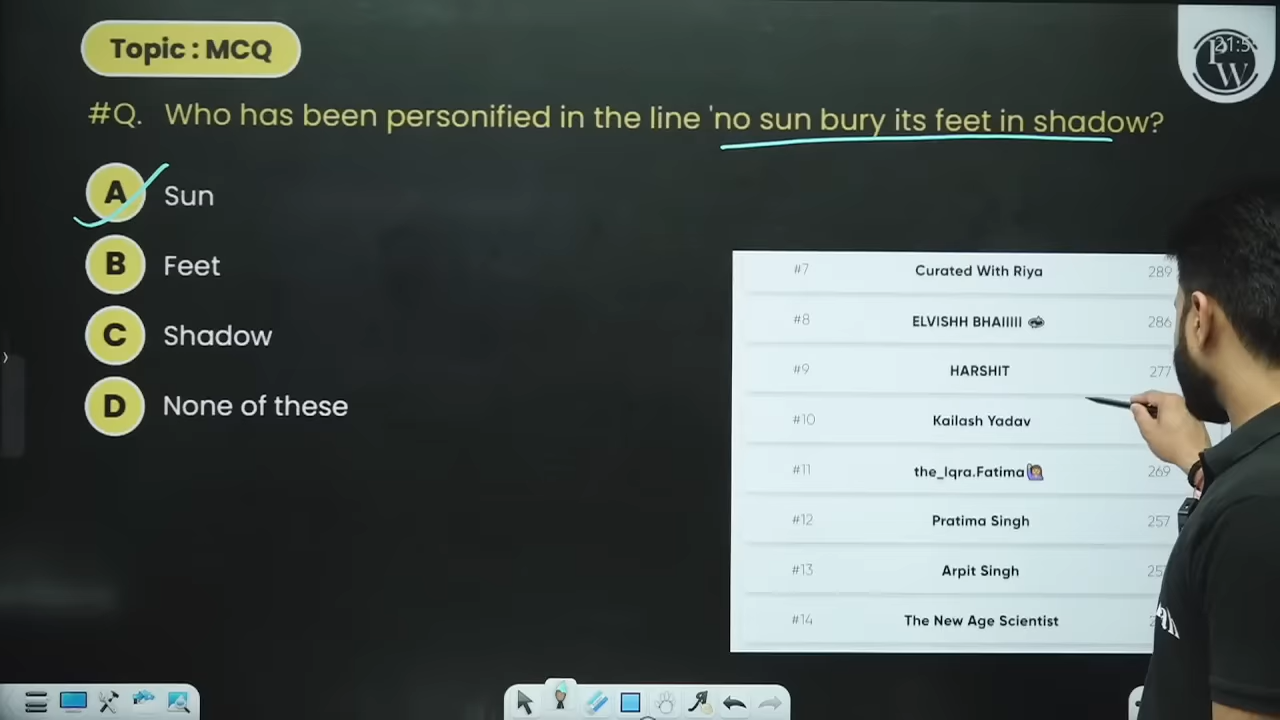 Topic : MCQ
#Q. Who has been personified in the line 'no sun bury its feet in shadow?
A Sun
B Feet
C Shadow
D None of these
#7 Curated With Riya 289
#8 ELVISHH BHAIIIII 286
#9 HARSHIT 277
#10 Kailash Yadav
#11 the_Iqra.Fatima🙋🏽‍♀️ 269
#12 Pratima Singh 257
#13 Arpit Singh
#14 The New Age Scientist
PW